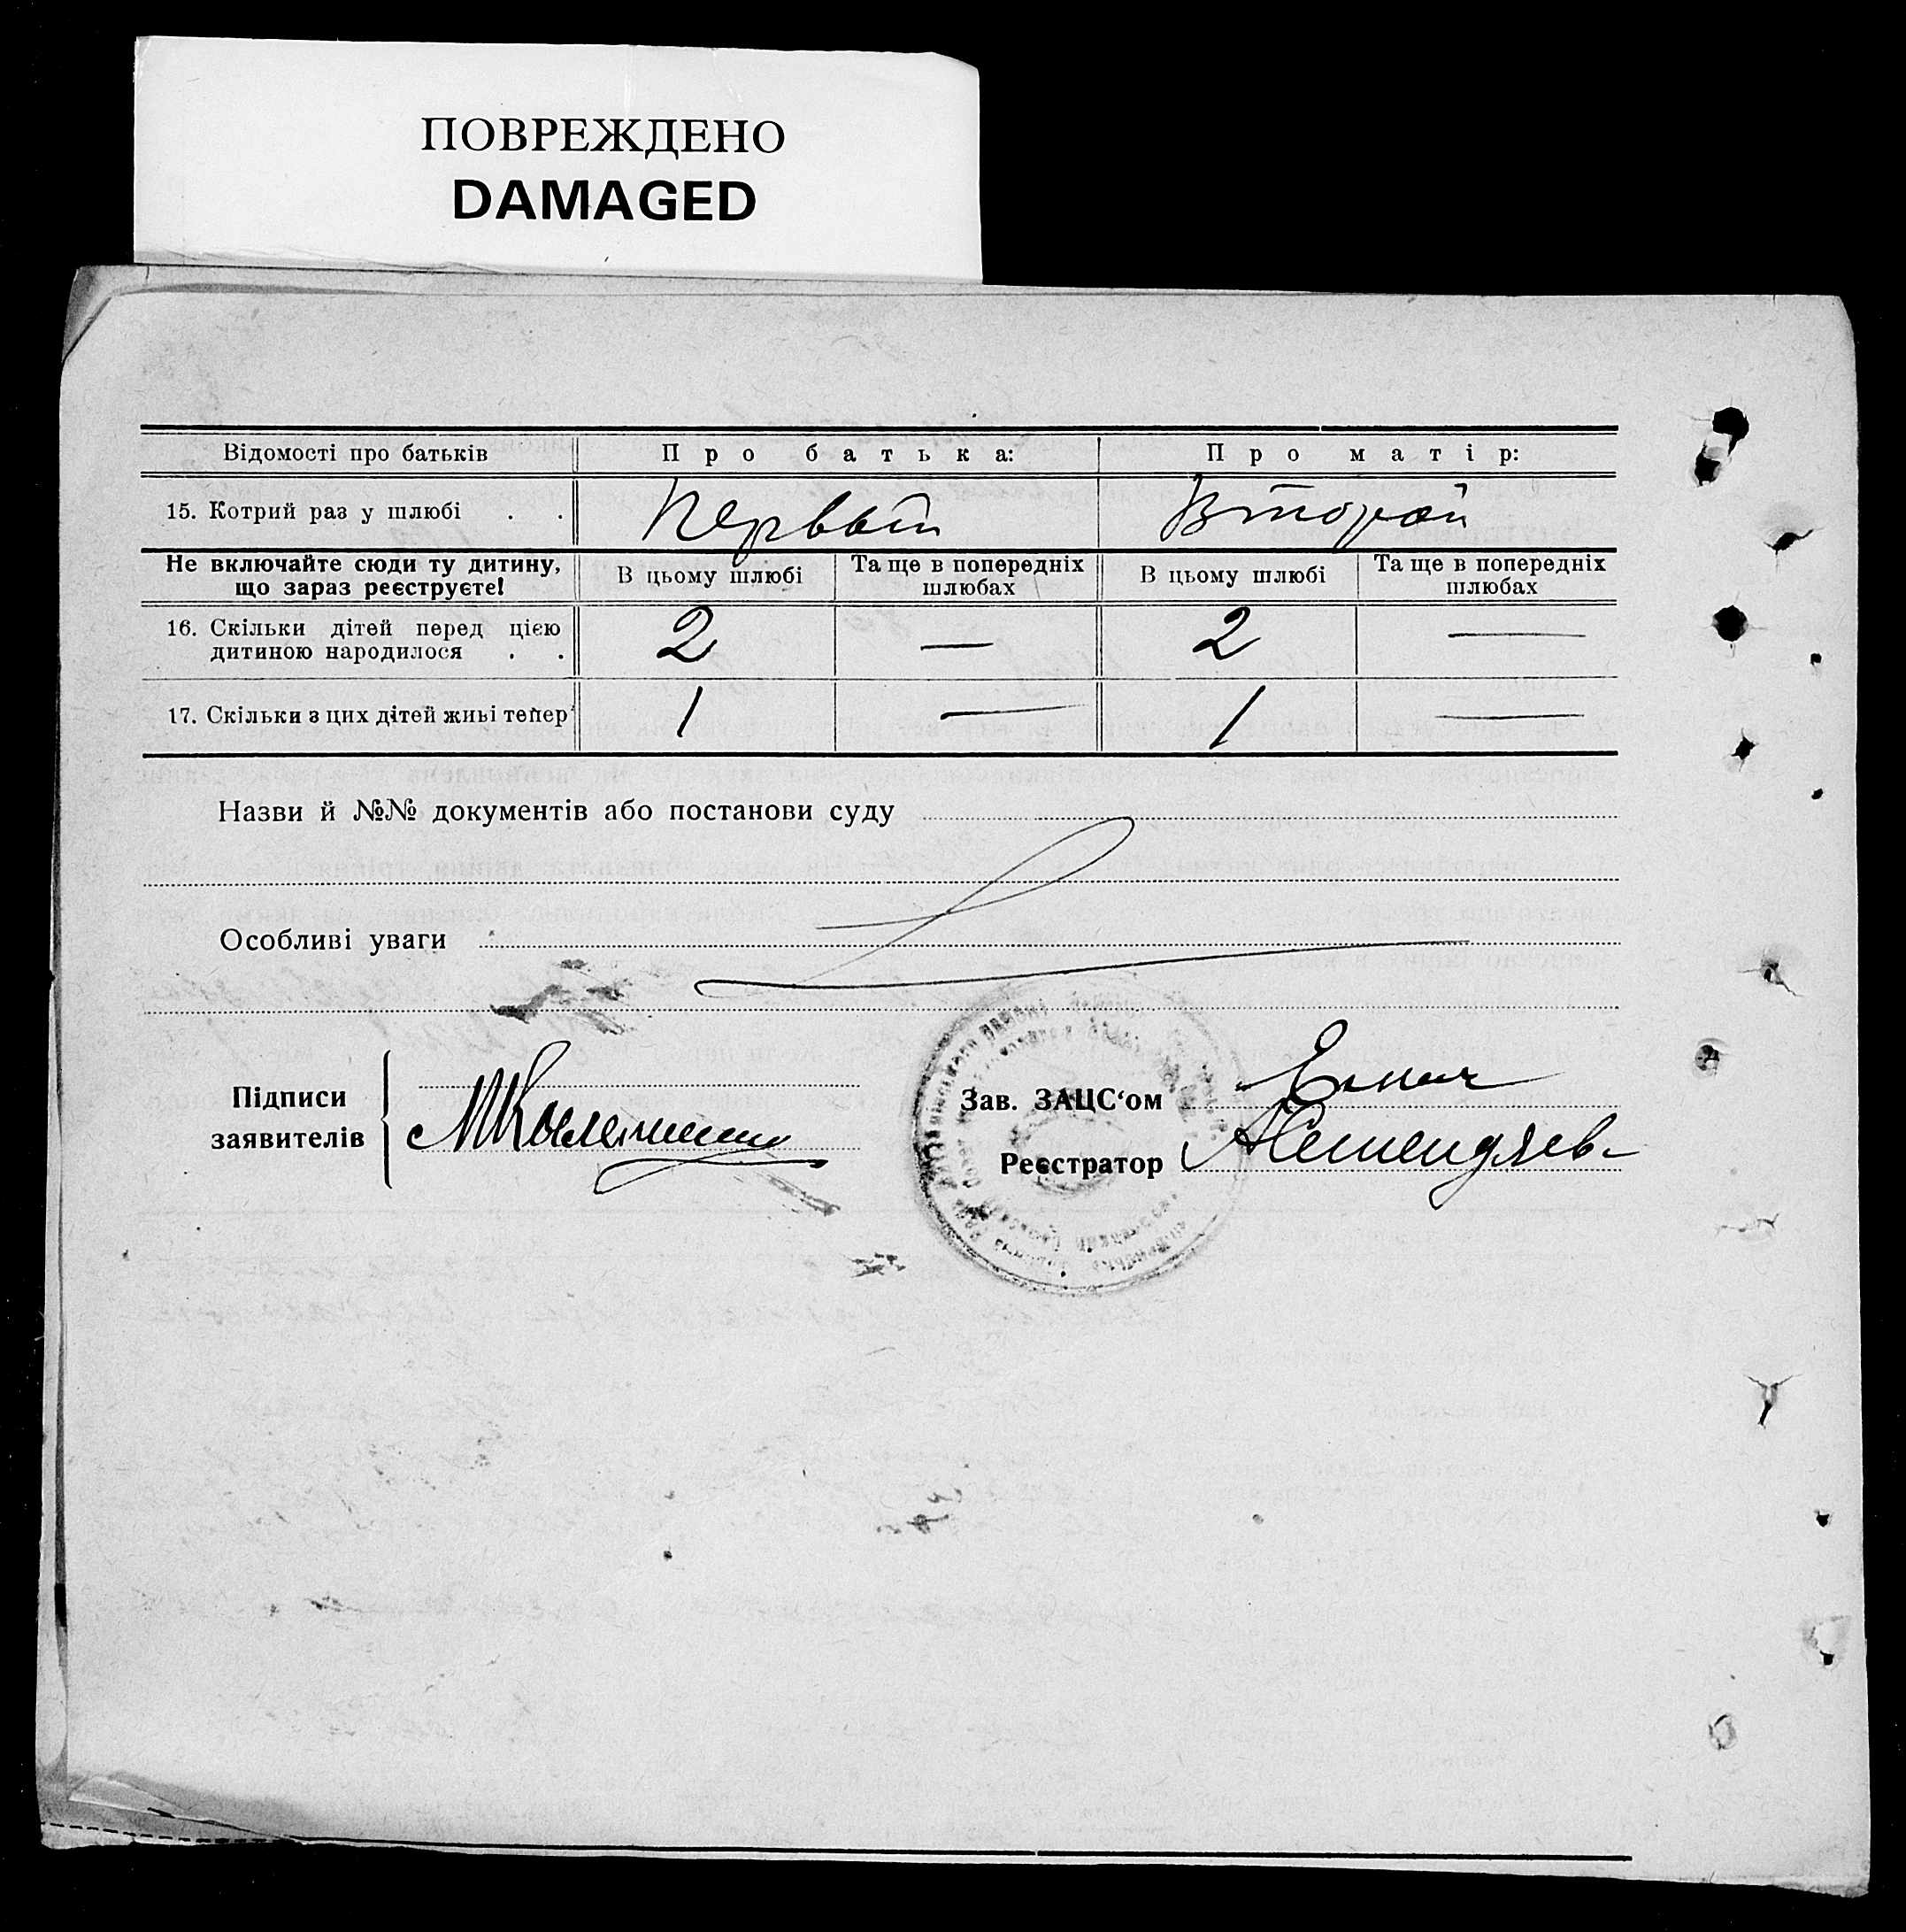 ПОВРЕЖДЕНО
DAMAGED
Відомості про батьків Про батька: Про матір:
15. Котрий раз у шлюбі . . Первый Второй
Не включайте сюди ту дитину, що зараз реєструєте! В цьому шлюбі Та ще в попередніх шлюбах В цьому шлюбі Та ще в попередніх шлюбах
16. Скільки дітей перед цією дитиною народилося . . 2 — 2 —
17. Скільки з цих дітей живі тепер 1 — 1 —
Назви й №№ документів або постанови суду
Особливі уваги
Підписи заявителів
Зав. ЗАЦС‘ом
Реєстратор